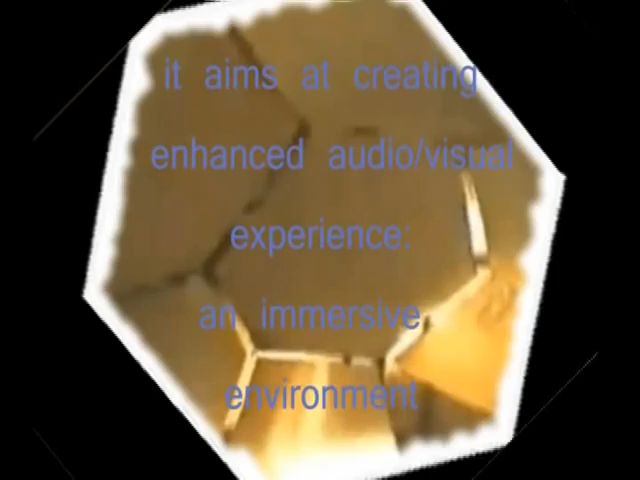 it aims at creating
enhanced audio/visual
experience:
an immersive
environment